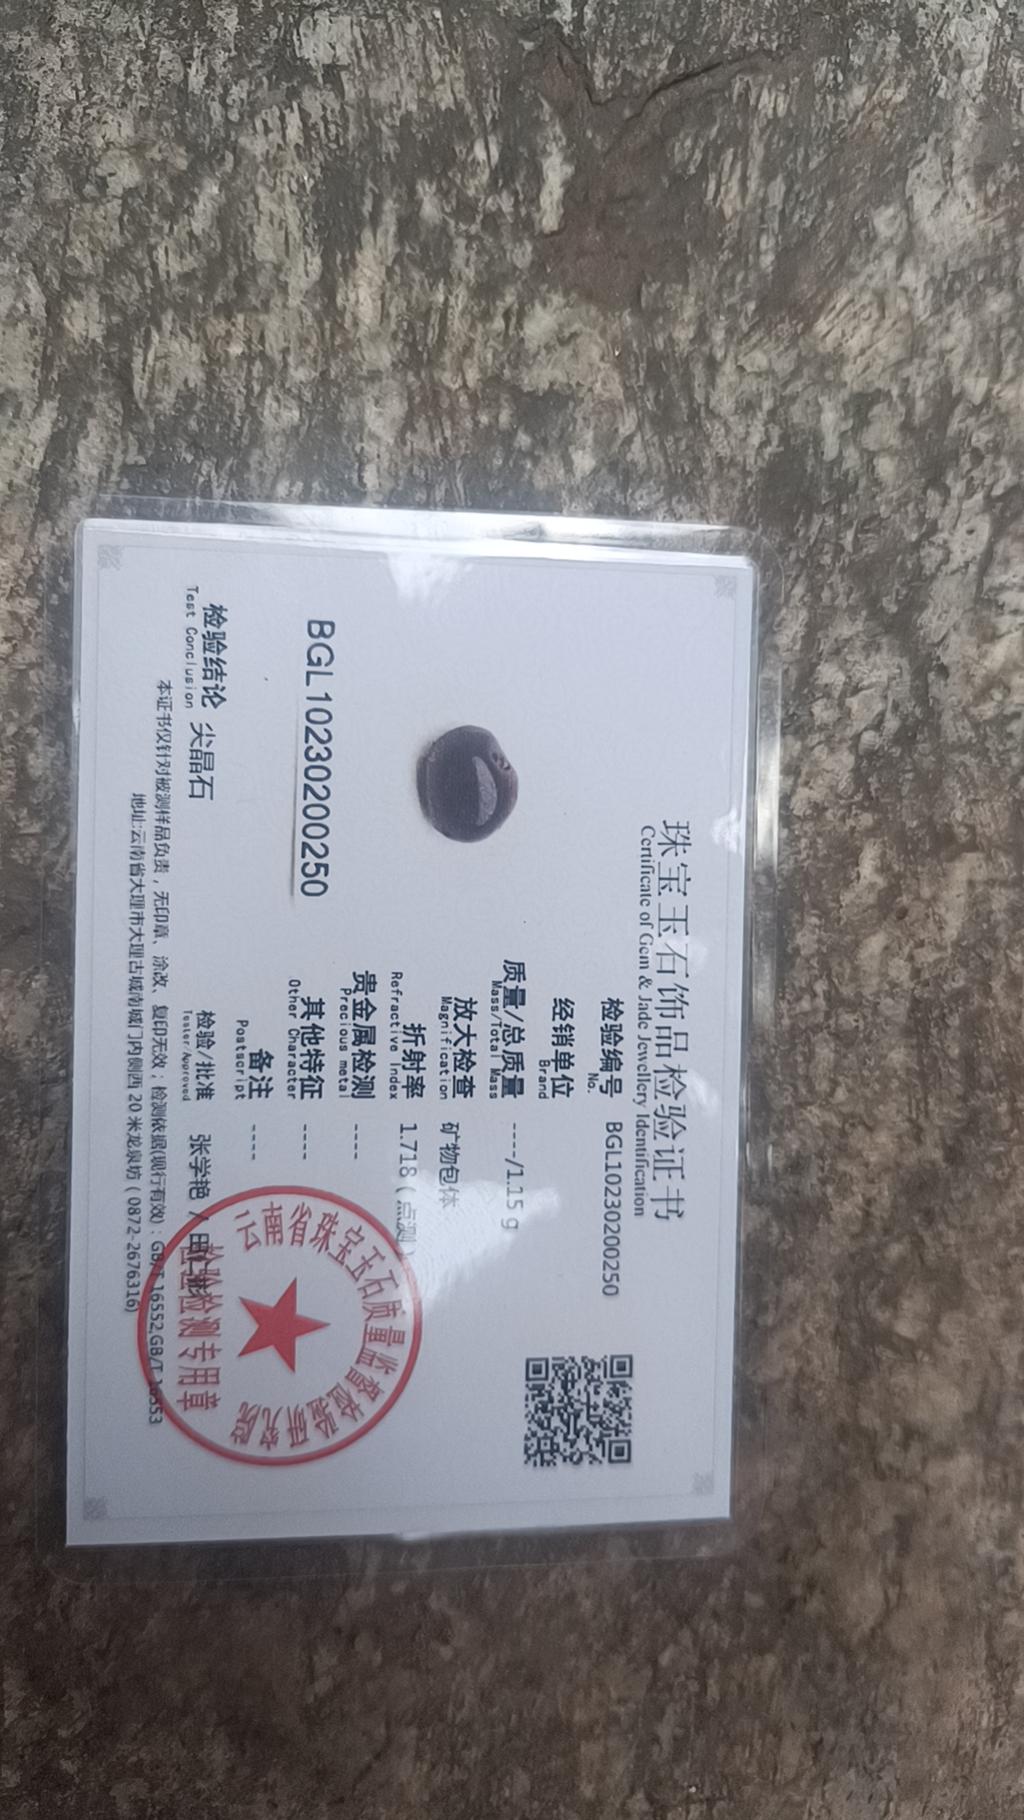 珠宝玉石饰品检验证书
Certificate of Gem & Jade Jewellery Identification
检验编号 BGL10230200250
No.
经销单位
Brand
质量/总质量 ----/1.15 g
Mass/Total Mass
放大检查 矿物包体
Magnification
折射率 1.718（点测）
Refractive Index
贵金属检测 ----
Precious metal
其他特征 ----
Other Character
备注 ----
Postscript
检验/批准 张学艳 / 田
Tester/Approved
BGL10230200250
检验结论 尖晶石
Test Conclusion
本证书仅针对被测样品负责，无印章、涂改、复印无效；检测依据(现行有效)：GB/T 16552,GB/T 16553
地址:云南省大理市大理古城南城门内侧西 20 米龙泉坊（0872-2676316)
云南省珠宝玉石质量监督检验研究院
检验检测专用章